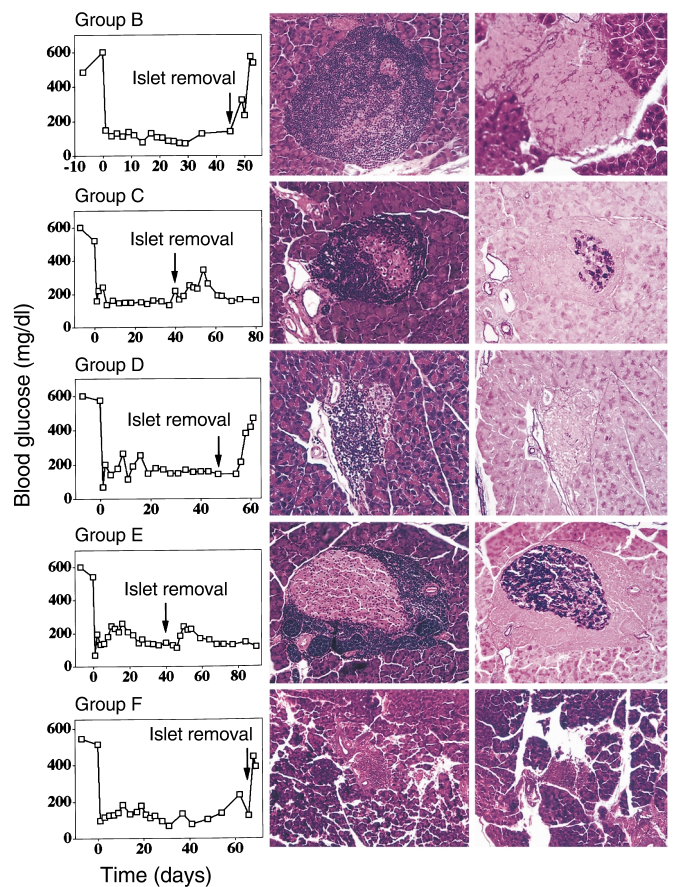 Group B
600
400
200
0
Islet removal
-10 0 10 20 30 40 50
Group C
600
400
200
0
Islet removal
0 20 40 60 80
Group D
600
400
200
0
Islet removal
0 20 40 60
Group E
600
400
200
0
Islet removal
0 20 40 60 80
Group F
600
400
200
0
Islet removal
0 20 40 60
Blood glucose (mg/dl)
Time (days)